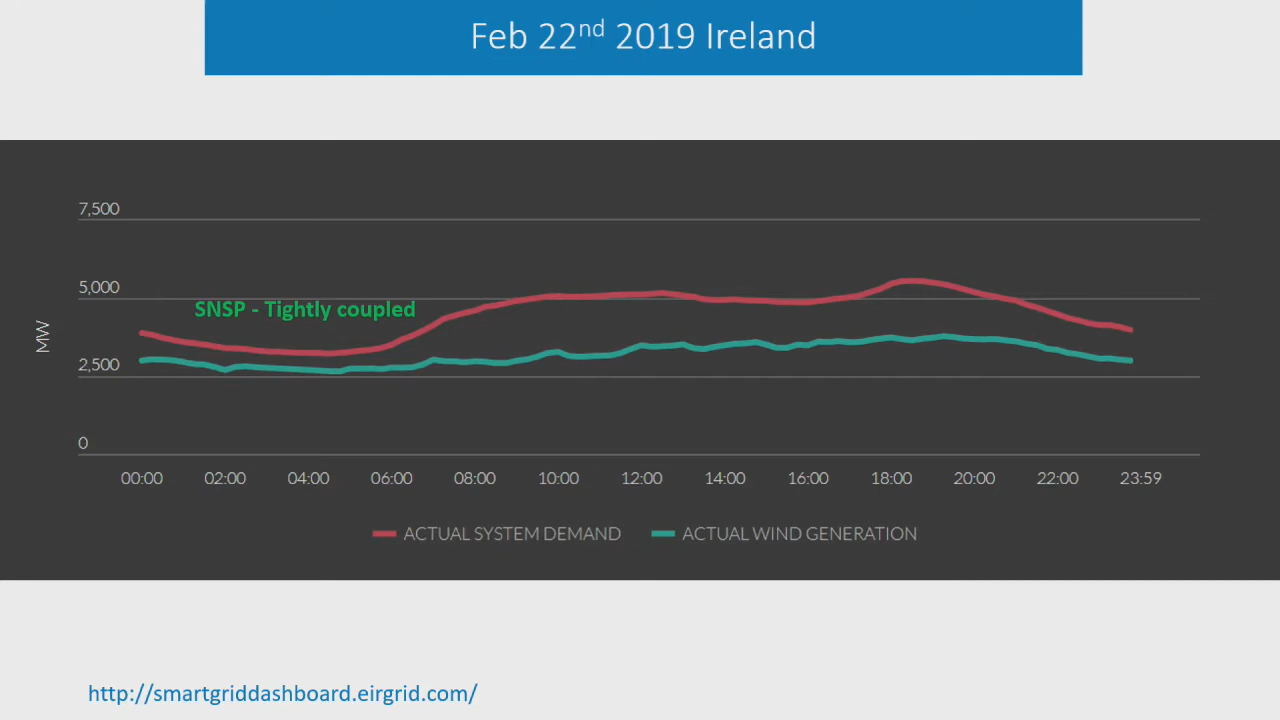 Feb 22nd 2019 Ireland
7,500
5,000
SNSP - Tightly coupled
MW
2,500
0
00:00 02:00 04:00 06:00 08:00 10:00 12:00 14:00 16:00 18:00 20:00 22:00 23:59
ACTUAL SYSTEM DEMAND ACTUAL WIND GENERATION
http://smartgriddashboard.eirgrid.com/